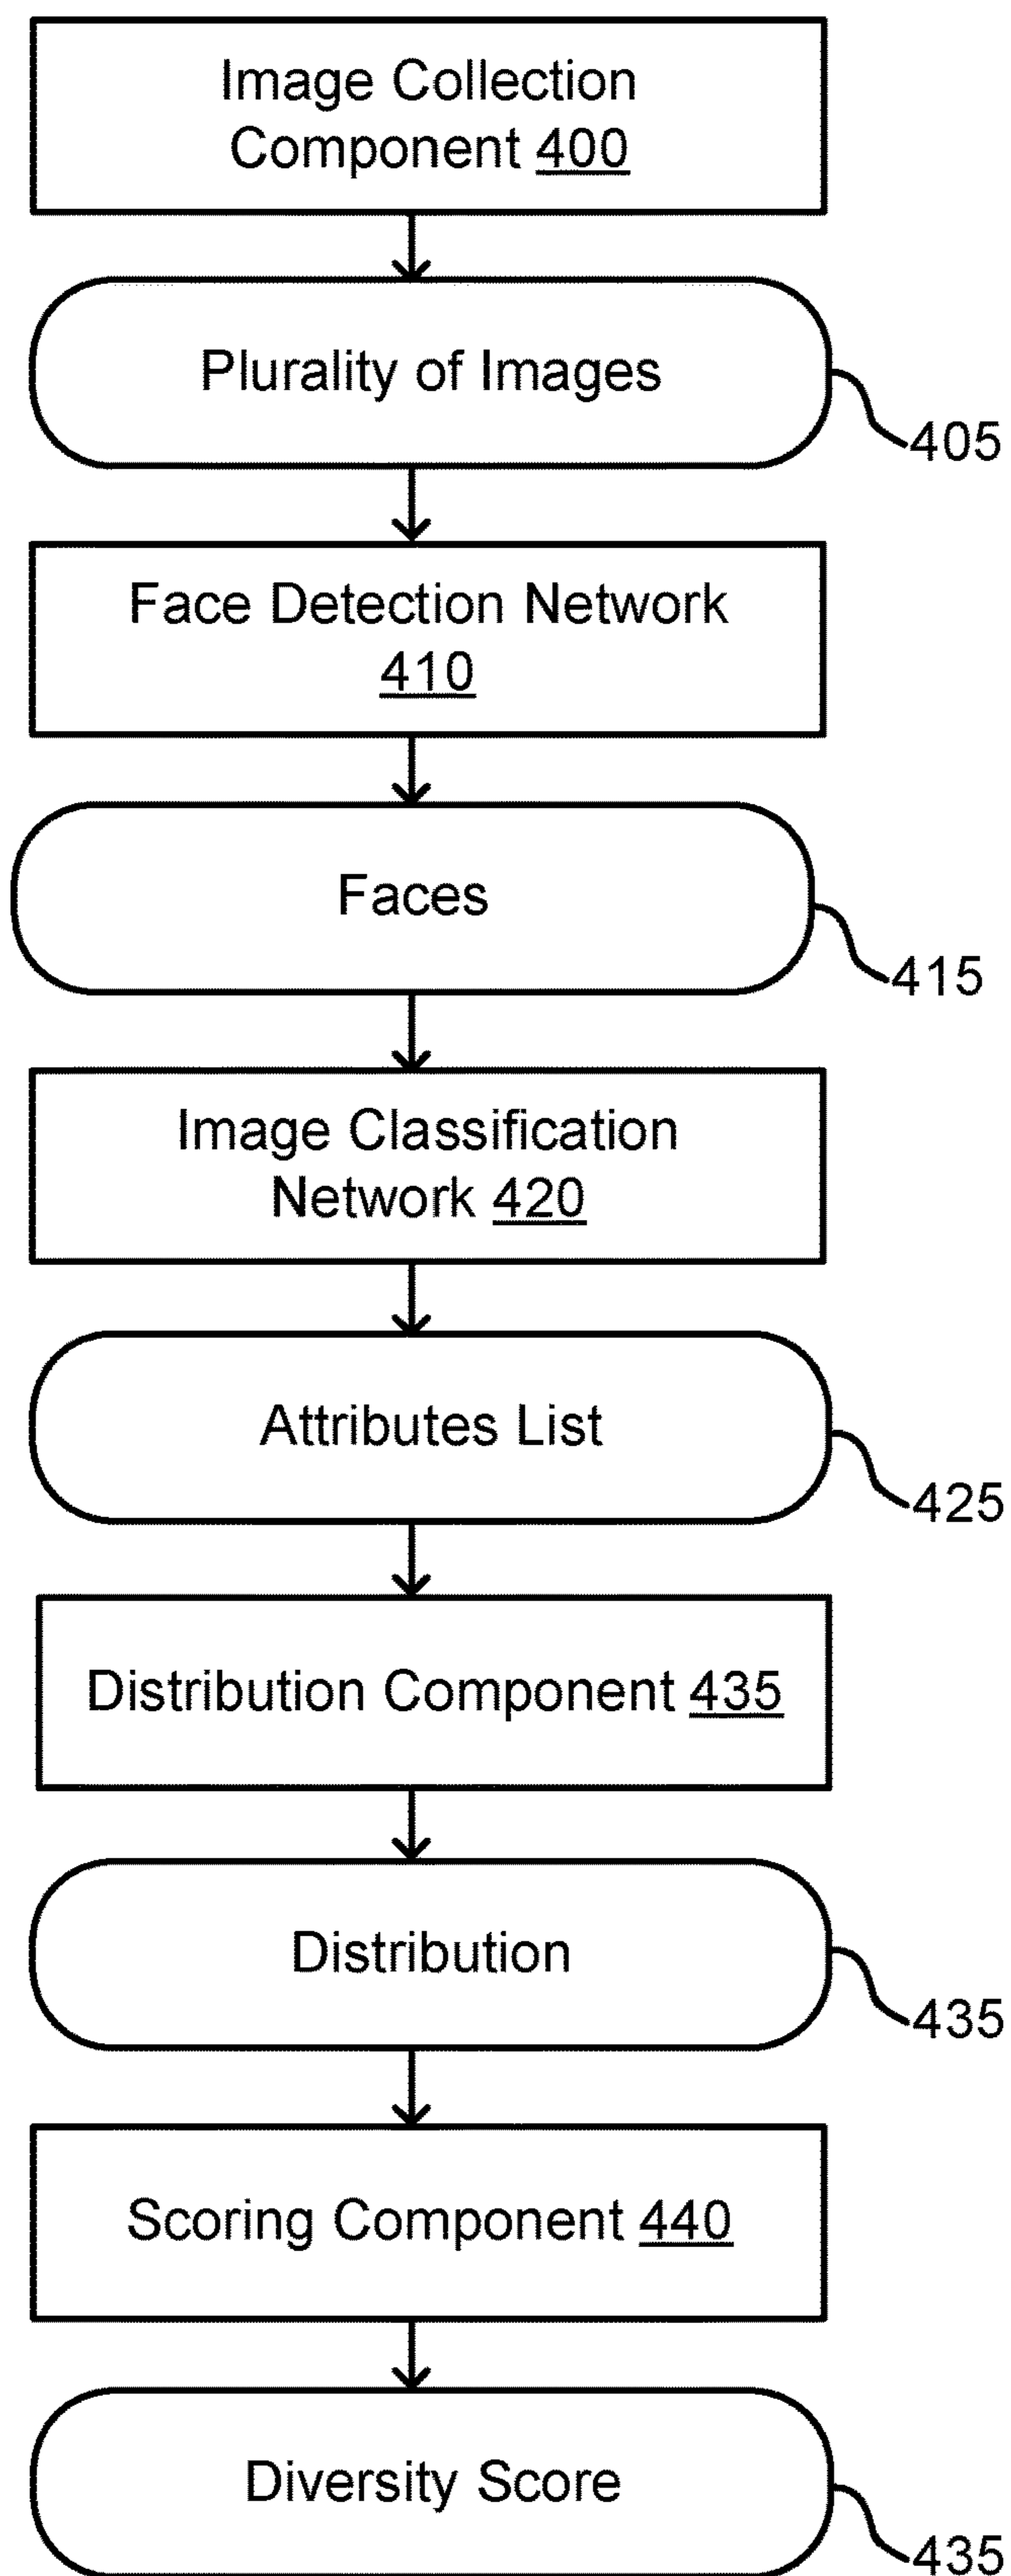 Image Collection
Component 400
Plurality of Images
405
Face Detection Network
410
Faces
415
Image Classification
Network 420
Attributes List
425
Distribution Component 435
Distribution
435
Scoring Component 440
Diversity Score
435